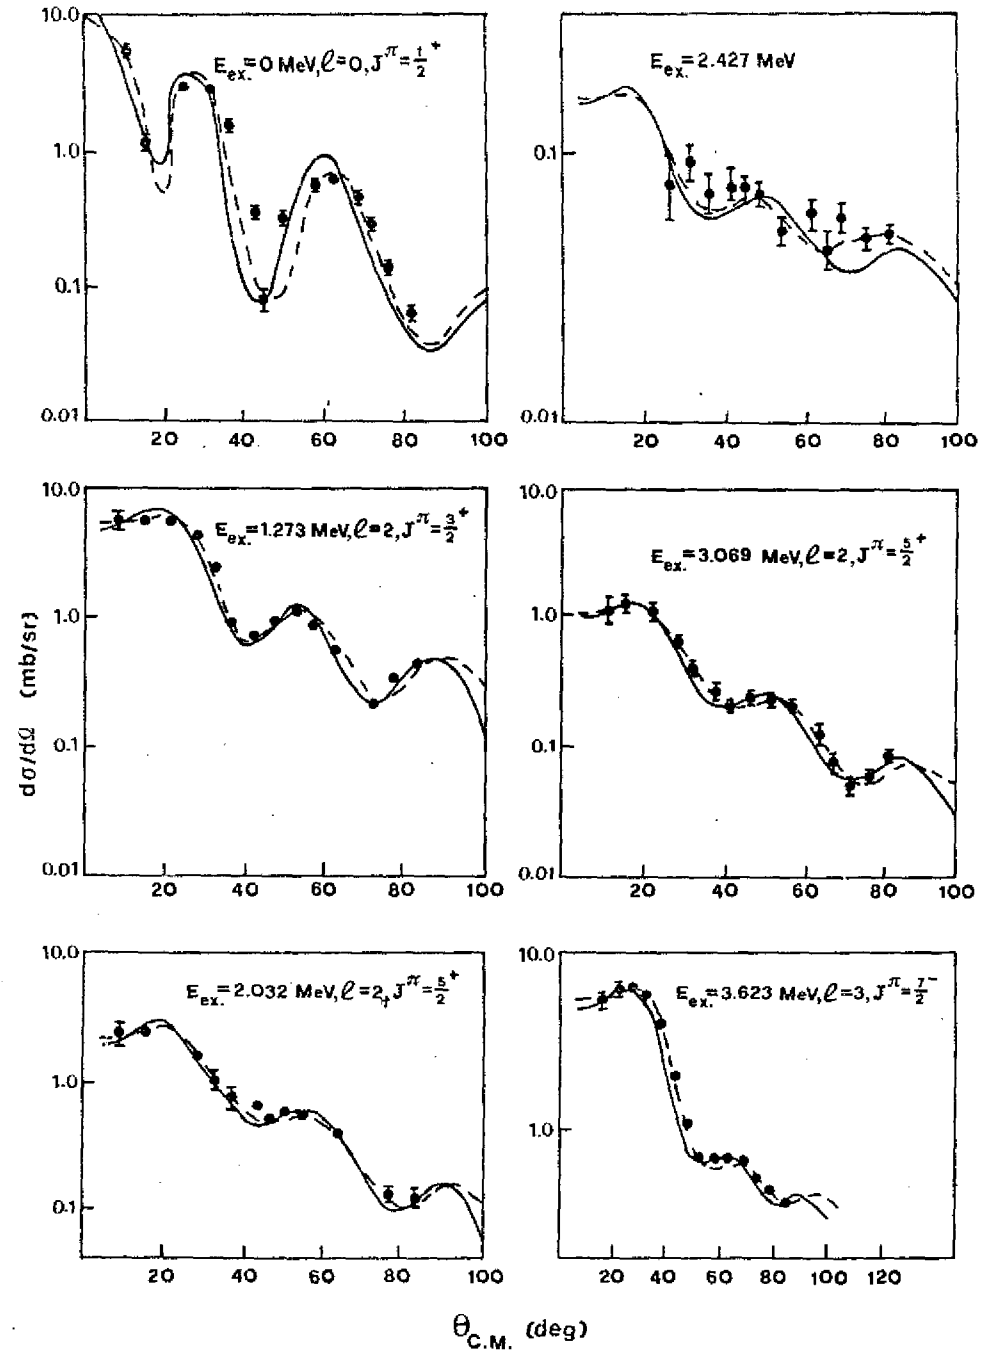 10.0
1.0
0.1
0.01
20 40 60 80 100
E_ex.=0 MeV, ℓ=0, J^π=1/2^+
0.1
0.01
20 40 60 80 100
E_ex.=2.427 MeV
10.0
1.0
0.1
0.01
20 40 60 80 100
E_ex.=1.273 MeV, ℓ=2, J^π=3/2^+
10.0
1.0
0.1
0.01
20 40 60 80 100
E_ex.=3.069 MeV, ℓ=2, J^π=5/2^+
dσ/dΩ (mb/sr)
10.0
1.0
0.1
20 40 60 80 100
E_ex.=2.032 MeV, ℓ=2, J^π=5/2^+
10.0
1.0
20 40 60 80 100 120
E_ex.=3.623 MeV, ℓ=3, J^π=7/2^-
θ_C.M. (deg)